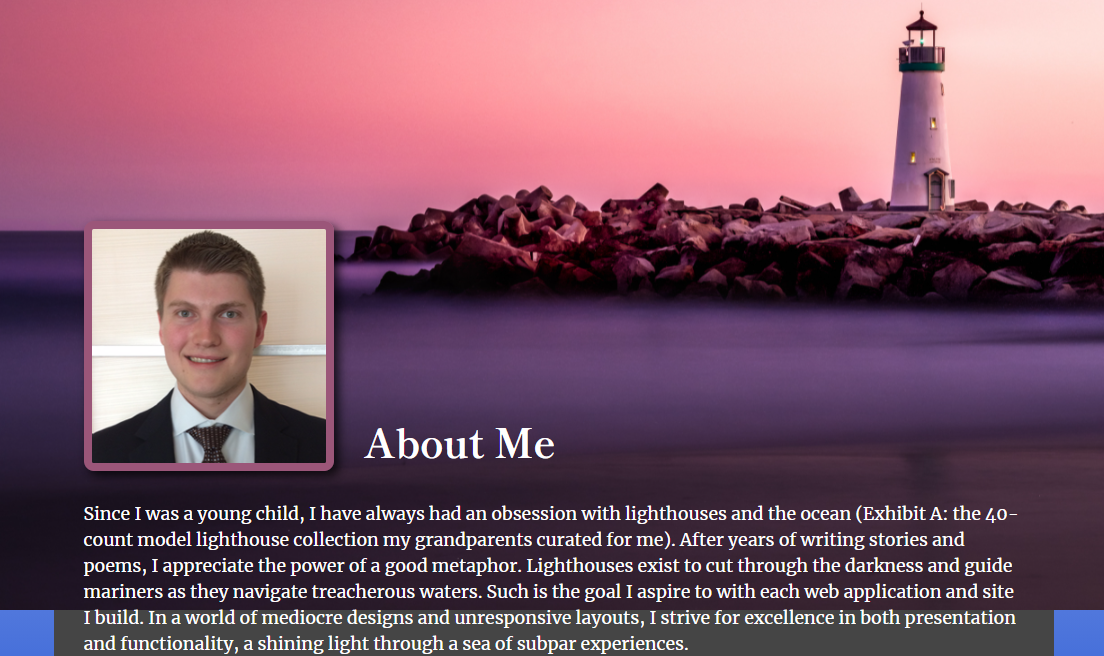 About Me
Since I was a young child, I have always had an obsession with lighthouses and the ocean (Exhibit A: the 40-
count model lighthouse collection my grandparents curated for me). After years of writing stories and
poems, I appreciate the power of a good metaphor. Lighthouses exist to cut through the darkness and guide
mariners as they navigate treacherous waters. Such is the goal I aspire to with each web application and site
I build. In a world of mediocre designs and unresponsive layouts, I strive for excellence in both presentation
and functionality, a shining light through a sea of subpar experiences.